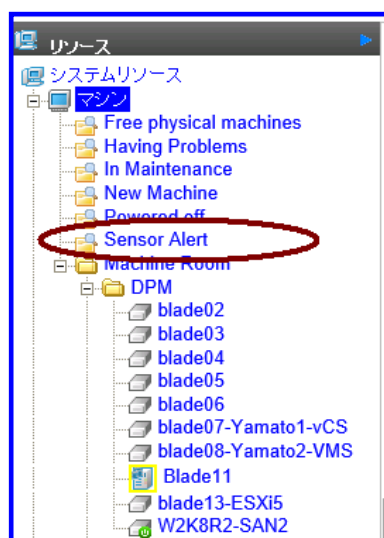 リソース
システムリソース
マシン
Free physical machines
Having Problems
In Maintenance
New Machine
Powered off
Sensor Alert
Machine Room
DPM
blade02
blade03
blade04
blade05
blade06
blade07-Yamato1-vCS
blade08-Yamato2-VMS
Blade11
blade13-ESXi5
W2K8R2-SAN2